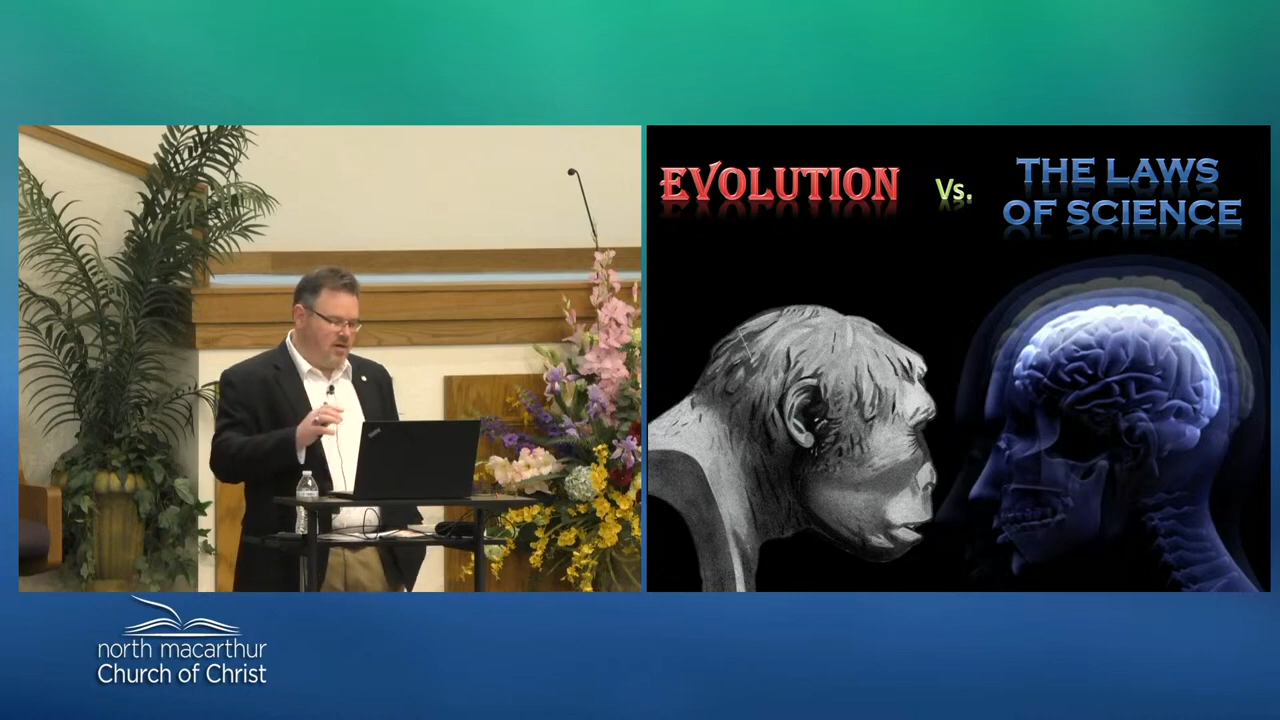 EVOLUTION
Vs.
THE LAWS
OF SCIENCE
north macarthur
Church of Christ